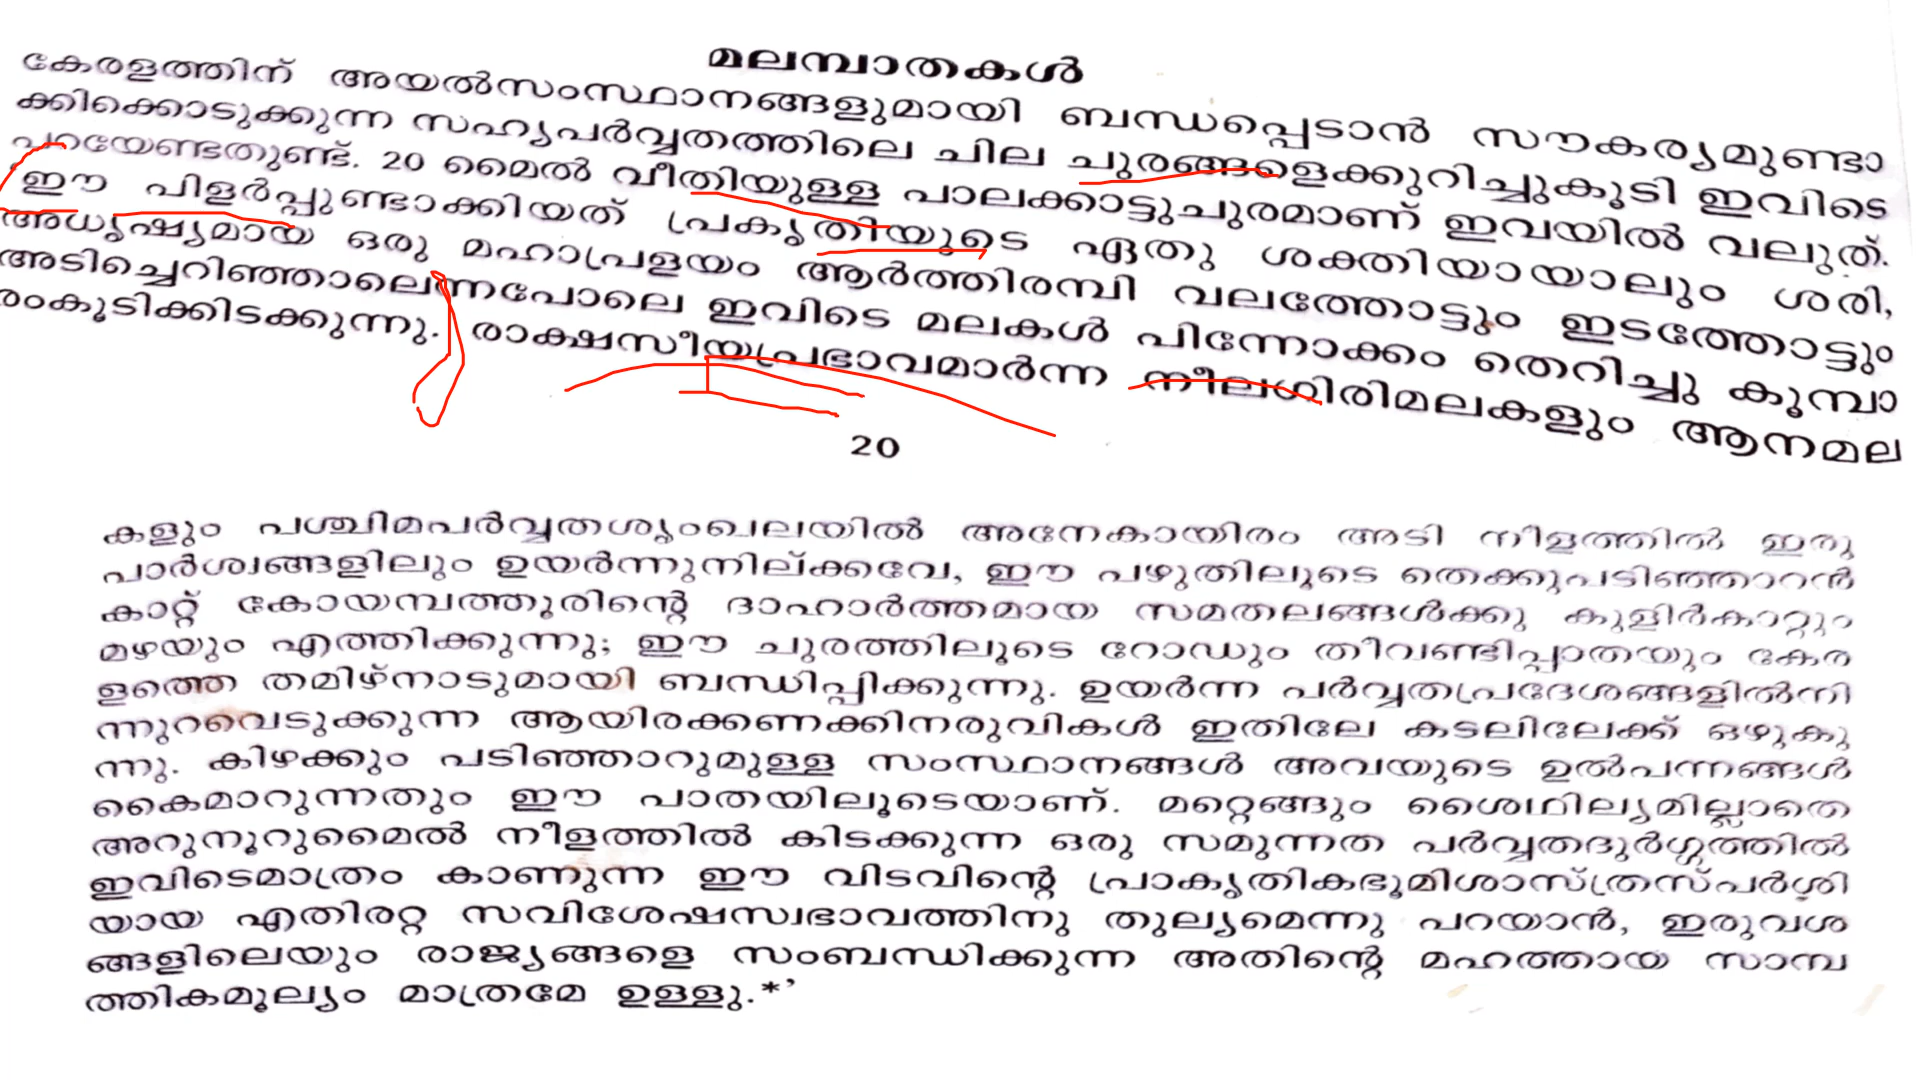 മലമ്പാതകൾ
കേരളത്തിന് അയൽസംസ്ഥാനങ്ങളുമായി ബന്ധപ്പെടാൻ സൗകര്യമുണ്ടാ
ക്കിക്കൊടുക്കുന്ന സഹ്യപർവ്വതത്തിലെ ചില ചുരങ്ങളെക്കുറിച്ചുകൂടി ഇവിടെ
പറയേണ്ടതുണ്ട്. 20 മൈൽ വീതിയുള്ള പാലക്കാട്ടുചുരമാണ് ഇവയിൽ വലുത്.
ഈ പിളർപ്പുണ്ടാക്കിയത് പ്രകൃതിയുടെ ഏതു ശക്തിയായാലും ശരി,
അധൃഷ്യമായ ഒരു മഹാപ്രളയം ആർത്തിരമ്പി വലത്തോട്ടും ഇടത്തോട്ടും
അടിച്ചെറിഞ്ഞാലെന്നപോലെ ഇവിടെ മലകൾ പിന്നോക്കം തെറിച്ചു കൂമ്പാ
രംകൂടിക്കിടക്കുന്നു. രാക്ഷസീയപ്രഭാവമാർന്ന നീലഗിരിമലകളും ആനമല
20
കളും പശ്ചിമപർവ്വതശൃംഖലയിൽ അനേകായിരം അടി നീളത്തിൽ ഇരു
പാർശ്വങ്ങളിലും ഉയർന്നുനില്ക്കവേ, ഈ പഴുതിലൂടെ തെക്കുപടിഞ്ഞാറൻ
കാറ്റ് കോയമ്പത്തൂരിന്റെ ദാഹാർത്തമായ സമതലങ്ങൾക്കു കുളിർകാറ്റും
മഴയും എത്തിക്കുന്നു; ഈ ചുരത്തിലൂടെ റോഡും തീവണ്ടിപ്പാതയും കേര
ളത്തെ തമിഴ്നാടുമായി ബന്ധിപ്പിക്കുന്നു. ഉയർന്ന പർവ്വതപ്രദേശങ്ങളിൽനി
ന്നുറവെടുക്കുന്ന ആയിരക്കണക്കിനരുവികൾ ഇതിലേ കടലിലേക്ക് ഒഴുകു
ന്നു. കിഴക്കും പടിഞ്ഞാറുമുള്ള സംസ്ഥാനങ്ങൾ അവയുടെ ഉൽപന്നങ്ങൾ
കൈമാറുന്നതും ഈ പാതയിലൂടെയാണ്. മറ്റെങ്ങും ശൈഥില്യമില്ലാതെ
അറുനൂറുമൈൽ നീളത്തിൽ കിടക്കുന്ന ഒരു സമുന്നത പർവ്വതദുർഗ്ഗത്തിൽ
ഇവിടെമാത്രം കാണുന്ന ഈ വിടവിന്റെ പ്രാകൃതികഭൂമിശാസ്ത്രസ്പർശി
യായ എതിരറ്റ സവിശേഷസ്വഭാവത്തിനു തുല്യമെന്നു പറയാൻ, ഇരുവശ
ങ്ങളിലെയും രാജ്യങ്ങളെ സംബന്ധിക്കുന്ന അതിന്റെ മഹത്തായ സാമ്പ
ത്തികമൂല്യം മാത്രമേ ഉള്ളു.*’